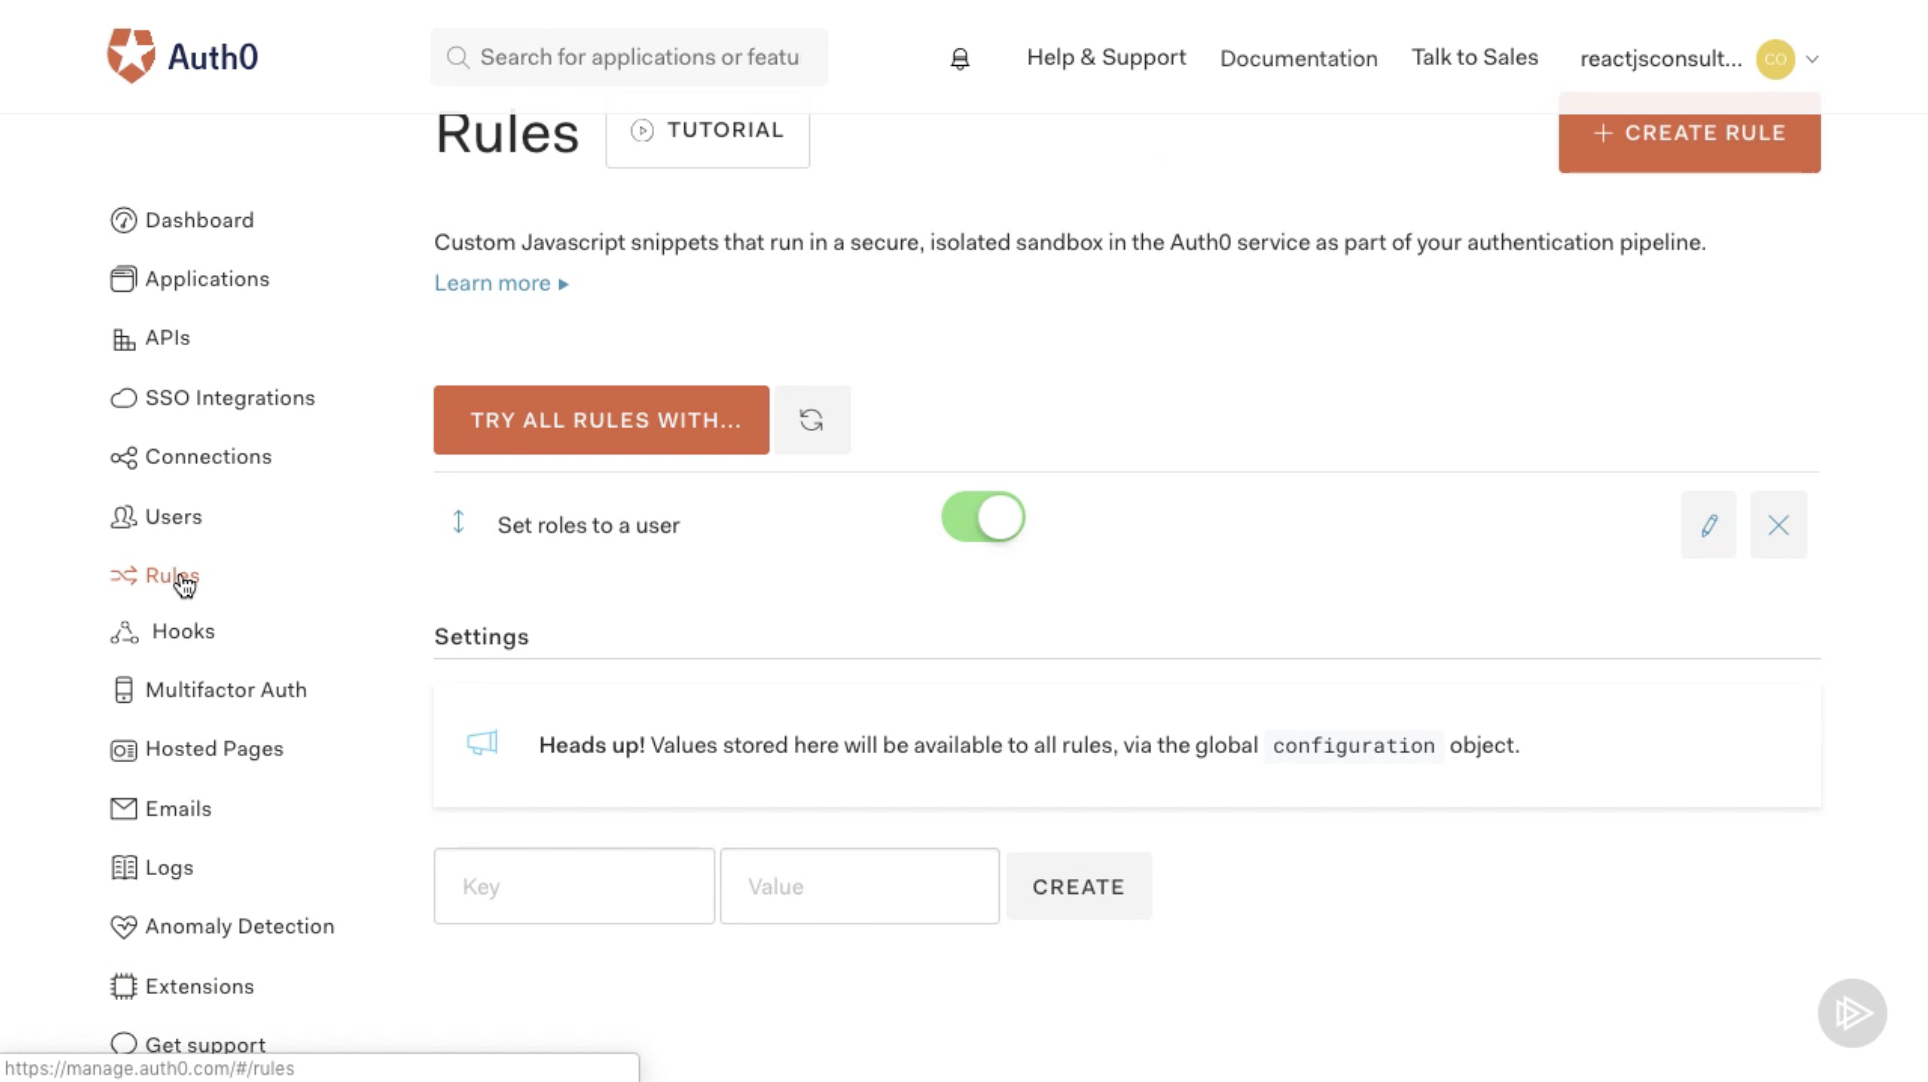 Auth0
Search for applications or featu
Help & Support
Documentation
Talk to Sales
reactjsconsult...
CO
Rules
TUTORIAL
+ CREATE RULE
Dashboard
Applications
APIs
SSO Integrations
Connections
Users
Rules
Hooks
Multifactor Auth
Hosted Pages
Emails
Logs
Anomaly Detection
Extensions
Get support
Custom Javascript snippets that run in a secure, isolated sandbox in the Auth0 service as part of your authentication pipeline.
Learn more ▸
TRY ALL RULES WITH...
Set roles to a user
Settings
Heads up! Values stored here will be available to all rules, via the global configuration object.
Key
Value
CREATE
https://manage.auth0.com/#/rules